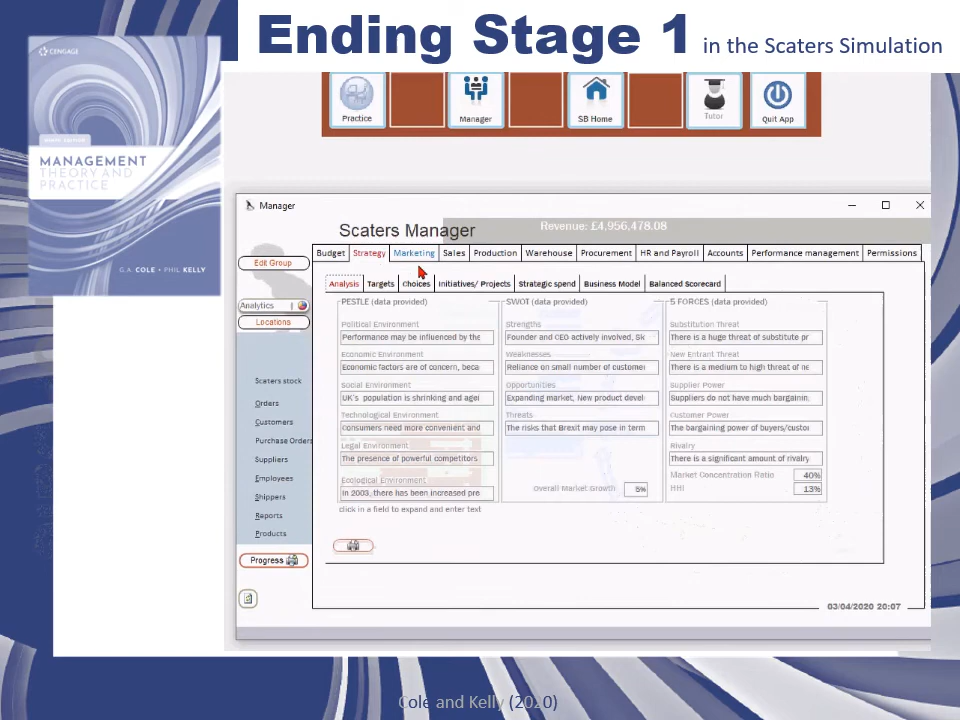 Ending Stage 1 in the Scaters Simulation
CENGAGE
MANAGEMENT
THEORY AND
PRACTICE
G.A. COLE • PHIL KELLY
Practice
Manager
SB Home
Tutor
Quit App
Manager
Scaters Manager
Revenue: £4,956,478.08
Edit Group
Budget Strategy Marketing Sales Production Warehouse Procurement HR and Payroll Accounts Performance management Permissions
Analysis Targets Choices Initiatives/ Projects Strategic spend Business Model Balanced Scorecard
Analytics
Locations
Scaters stock
Orders
Customers
Purchase Orders
Suppliers
Employees
Shippers
Reports
Products
Progress
PESTLE (data provided)
Political Environment
Performance may be influenced by the
Economic Environment
Economic factors are of concern, beca
Social Environment
UK's population is shrinking and agei
Technological Environment
Consumers need more convenient and
Legal Environment
The presence of powerful competitors
Ecological Environment
In 2003, there has been increased pre
click in a field to expand and enter text
SWOT (data provided)
Strengths
Founder and CEO actively involved, Sk
Weaknesses
Reliance on small number of customer
Opportunities
Expanding market, New product devel
Threats
The risks that Brexit may pose in term
Overall Market Growth 5%
5 FORCES (data provided)
Substitution Threat
There is a huge threat of substitute pr
New Entrant Threat
There is a medium to high threat of ne
Supplier Power
Suppliers do not have much bargainin
Customer Power
The bargaining power of buyers/custor
Rivalry
There is a significant amount of rivalry
Market Concentration Ratio 40%
HHI 13%
03/04/2020 20:07
Cole and Kelly (2020)